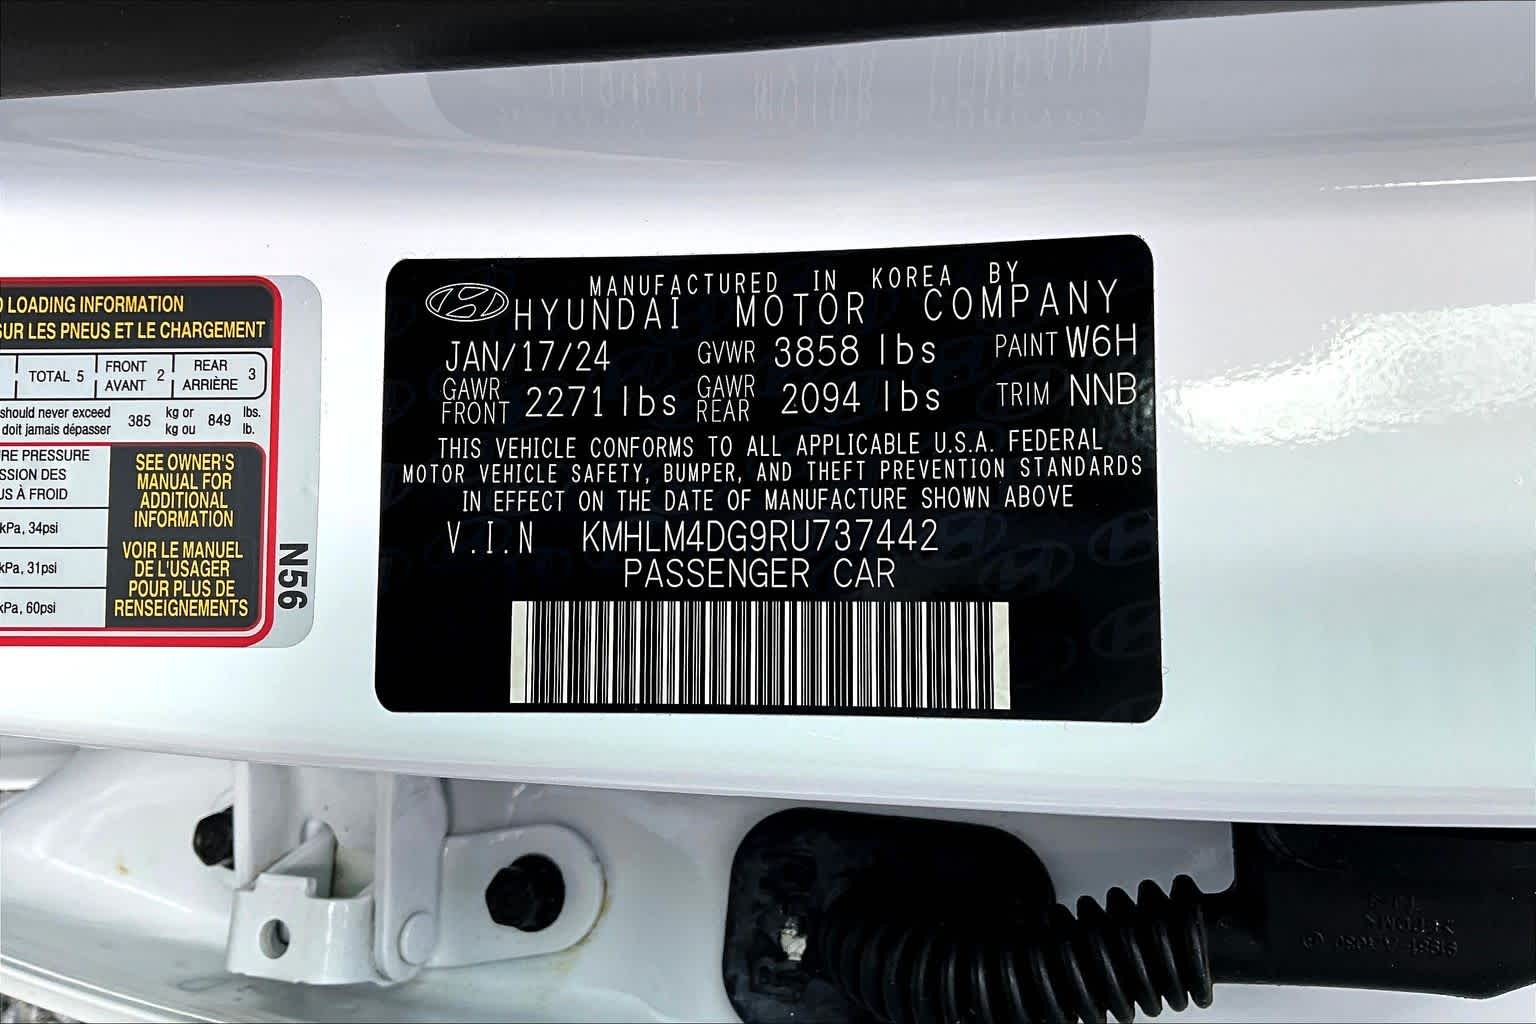 LOADING INFORMATION
SUR LES PNEUS ET LE CHARGEMENT
TOTAL 5 FRONT AVANT 2 REAR ARRIÈRE 3
should never exceed
doit jamais dépasser 385 kg or kg ou 849 lbs. lb.
PRESSURE
DES
À FROID
kPa, 34psi
kPa, 31psi
kPa, 60psi
SEE OWNER'S
MANUAL FOR
ADDITIONAL
INFORMATION
VOIR LE MANUEL
DE L'USAGER
POUR PLUS DE
RENSEIGNEMENTS
N56
MANUFACTURED IN KOREA BY
HYUNDAI MOTOR COMPANY
JAN/17/24 GVWR 3858 lbs PAINT W6H
GAWR FRONT 2271 lbs GAWR REAR 2094 lbs TRIM NNB
THIS VEHICLE CONFORMS TO ALL APPLICABLE U.S.A. FEDERAL
MOTOR VEHICLE SAFETY, BUMPER, AND THEFT PREVENTION STANDARDS
IN EFFECT ON THE DATE OF MANUFACTURE SHOWN ABOVE
V.I.N KMHLM4DG9RU737442
PASSENGER CAR